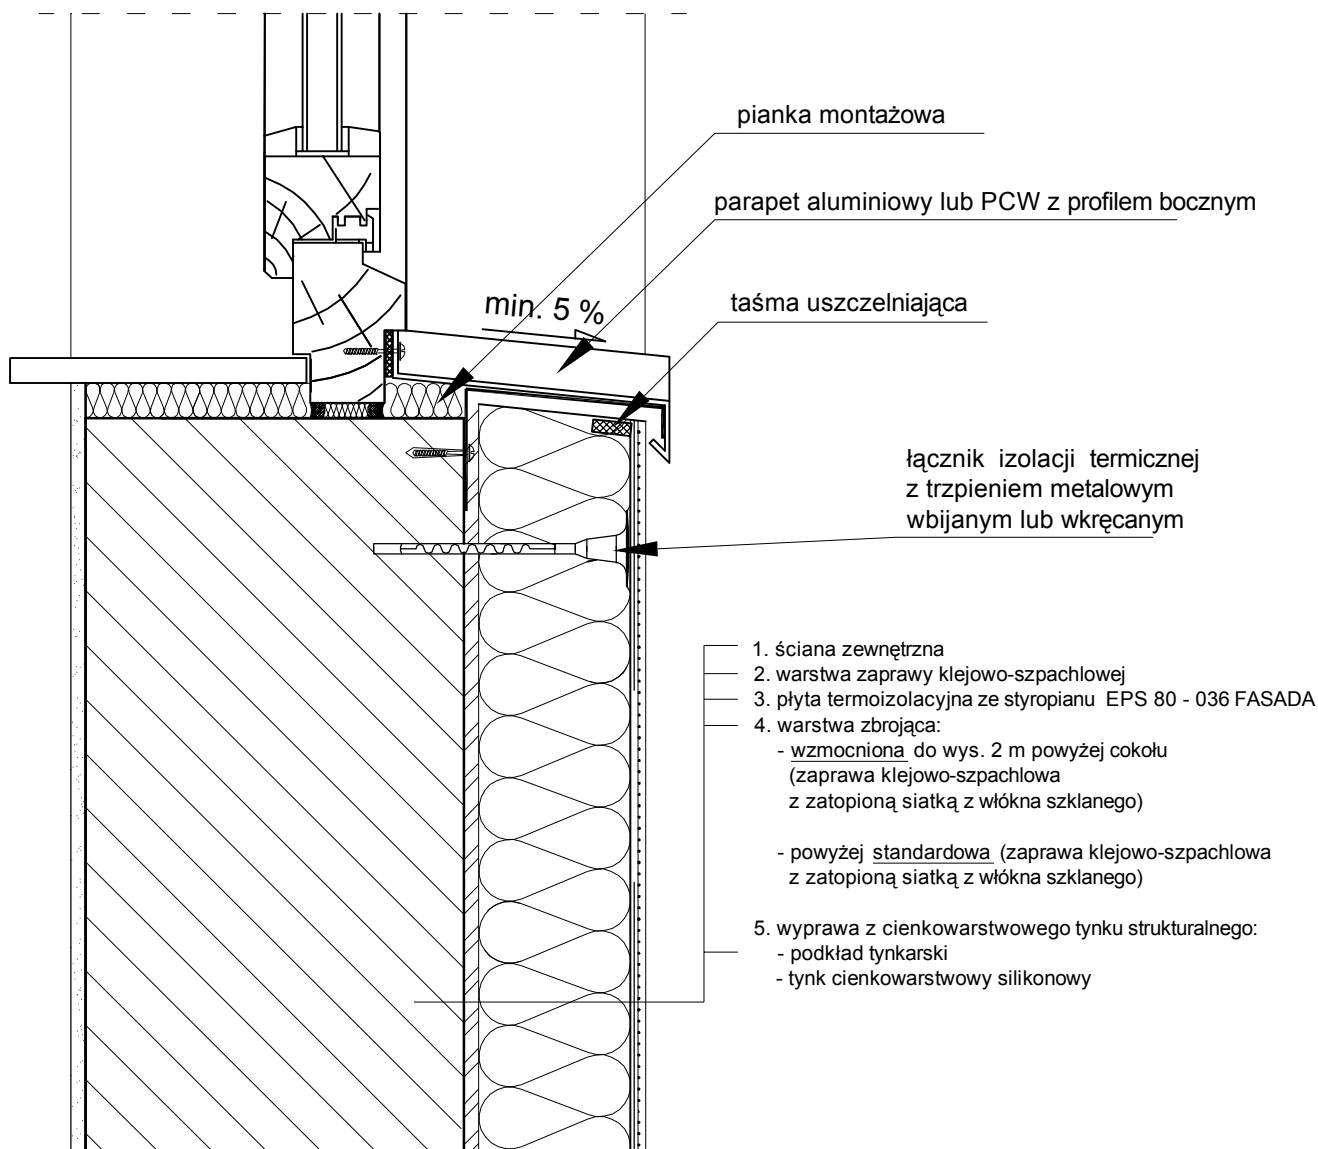 pianka montażowa
parapet aluminiowy lub PCW z profilem bocznym
taśma uszczelniająca
min. 5 %
łącznik izolacji termicznej
z trzpieniem metalowym
wbijanym lub wkręcanym
1. ściana zewnętrzna
2. warstwa zaprawy klejowo-szpachlowej
3. płyta termoizolacyjna ze styropianu EPS 80 - 036 FASADA
4. warstwa zbrojąca:
- wzmocniona do wys. 2 m powyżej cokołu
(zaprawa klejowo-szpachlowa
z zatopioną siatką z włókna szklanego)
- powyżej standardowa (zaprawa klejowo-szpachlowa
z zatopioną siatką z włókna szklanego)
5. wyprawa z cienkowarstwowego tynku strukturalnego:
- podkład tynkarski
- tynk cienkowarstwowy silikonowy